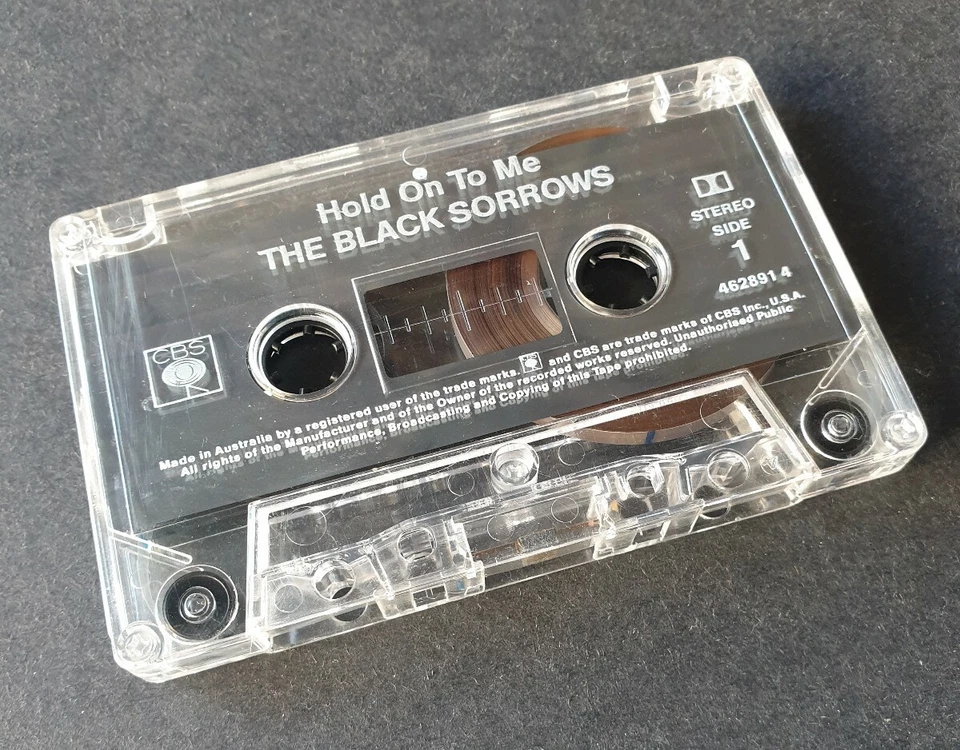 Hold On To Me
THE BLACK SORROWS
STEREO
SIDE
1
462891 4
CBS
Made in Australia by a registered user of the trade marks. and CBS are trade marks of CBS Inc., U.S.A.
All rights of the Manufacturer and of the Owner of the recorded works reserved. Unauthorised Public
Performance, Broadcasting and Copying of this Tape prohibited.